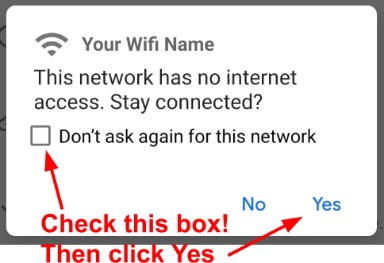 Your Wifi Name
This network has no internet
access. Stay connected?
Don't ask again for this network
No Yes
Check this box!
Then click Yes